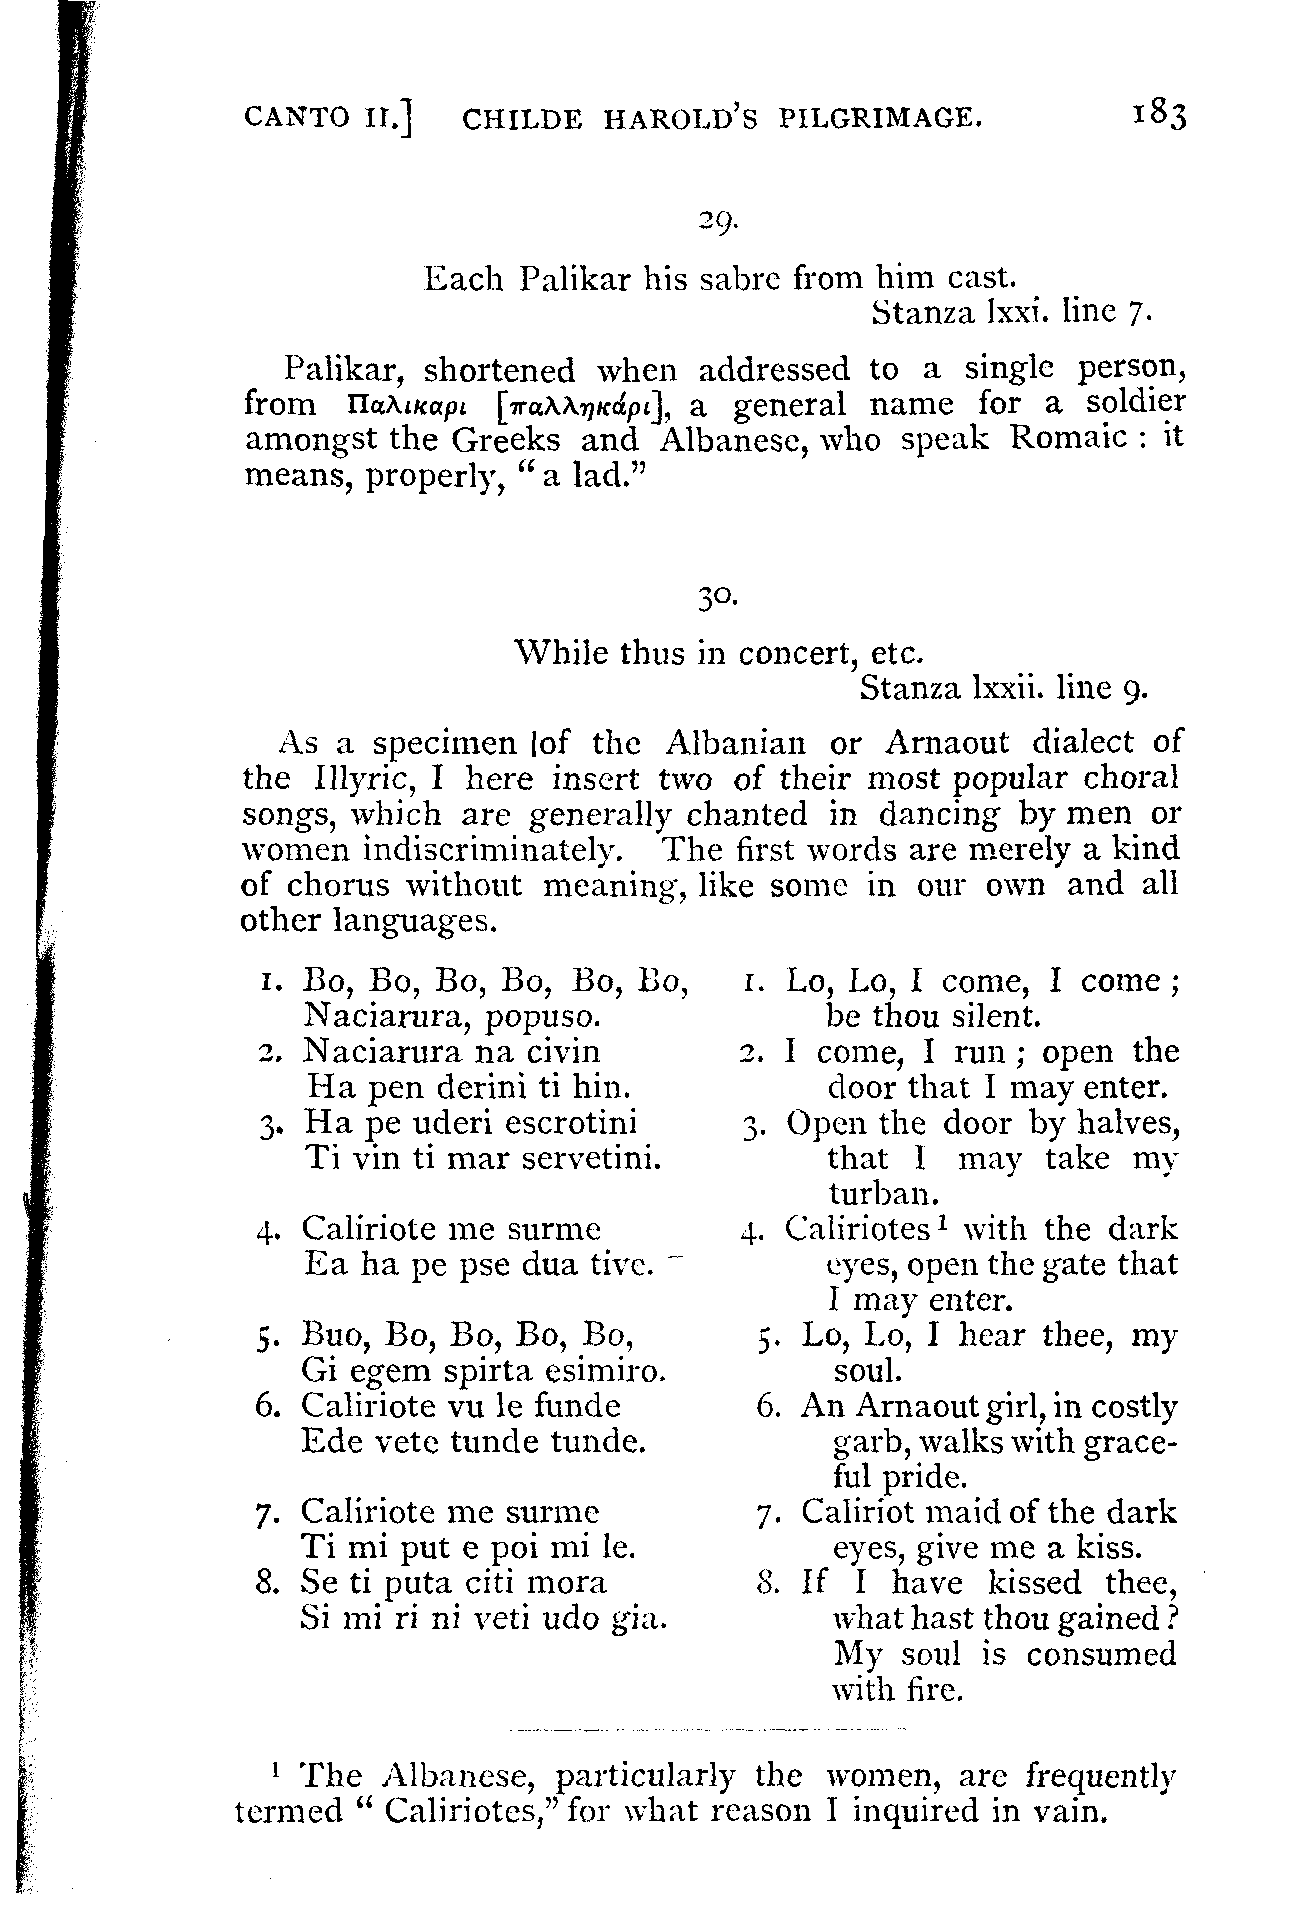 CANTO II.] CHILDE HAROLD'S PILGRIMAGE. 183
29.
Each Palikar his sabre from him cast.
Stanza lxxi. line 7.
Palikar, shortened when addressed to a single person,
from Παλικαρι [παλληκάρι], a general name for a soldier
amongst the Greeks and Albanese, who speak Romaic : it
means, properly, “ a lad.”
30.
While thus in concert, etc.
Stanza lxxii. line 9.
As a specimen of the Albanian or Arnaout dialect of
the Illyric, I here insert two of their most popular choral
songs, which are generally chanted in dancing by men or
women indiscriminately. The first words are merely a kind
of chorus without meaning, like some in our own and all
other languages.
1. Bo, Bo, Bo, Bo, Bo, Bo,
Naciarura, popuso.
2. Naciarura na civin
Ha pen derini ti hin.
3. Ha pe uderi escrotini
Ti vin ti mar servetini.
4. Caliriote me surme
Ea ha pe pse dua tive.
5. Buo, Bo, Bo, Bo, Bo,
Gi egem spirta esimiro.
6. Caliriote vu le funde
Ede vete tunde tunde.
7. Caliriote me surme
Ti mi put e poi mi le.
8. Se ti puta citi mora
Si mi ri ni veti udo gia.
1. Lo, Lo, I come, I come ;
be thou silent.
2. I come, I run ; open the
door that I may enter.
3. Open the door by halves,
that I may take my
turban.
4. Caliriotes ¹ with the dark
eyes, open the gate that
I may enter.
5. Lo, Lo, I hear thee, my
soul.
6. An Arnaout girl, in costly
garb, walks with grace-
ful pride.
7. Caliriot maid of the dark
eyes, give me a kiss.
8. If I have kissed thee,
what hast thou gained ?
My soul is consumed
with fire.
¹ The Albanese, particularly the women, are frequently
termed “ Caliriotes,” for what reason I inquired in vain.